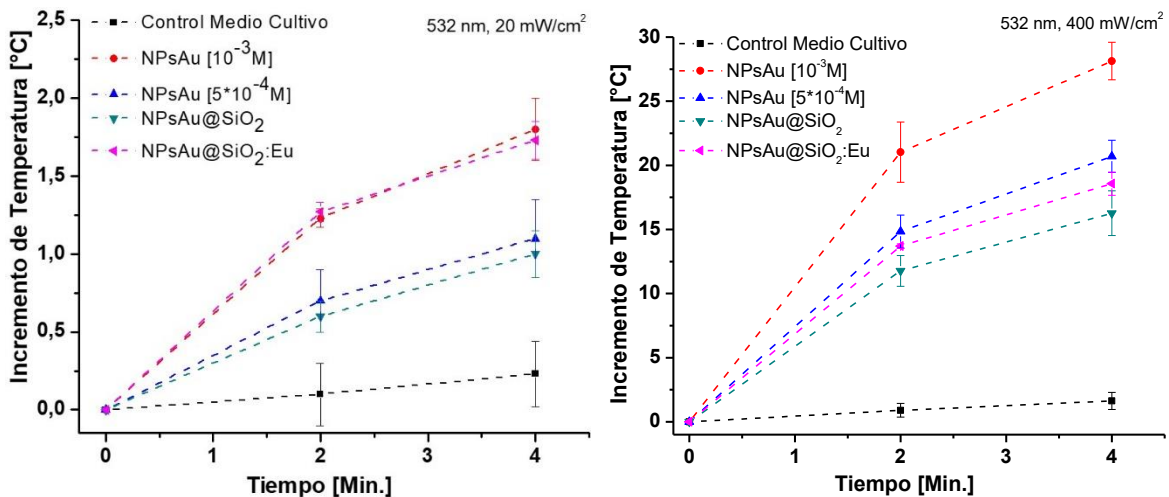 532 nm, 20 mW/cm²
Control Medio Cultivo
NPsAu [10⁻³M]
NPsAu [5*10⁻⁴M]
NPsAu@SiO₂
NPsAu@SiO₂:Eu
Incremento de Temperatura [°C]
2,5
2,0
1,5
1,0
0,5
0,0
0 1 2 3 4
Tiempo [Min.]
532 nm, 400 mW/cm²
Control Medio Cultivo
NPsAu [10⁻³M]
NPsAu [5*10⁻⁴M]
NPsAu@SiO₂
NPsAu@SiO₂:Eu
Incremento de Temperatura [°C]
30
25
20
15
10
5
0
0 1 2 3 4
Tiempo [Min.]